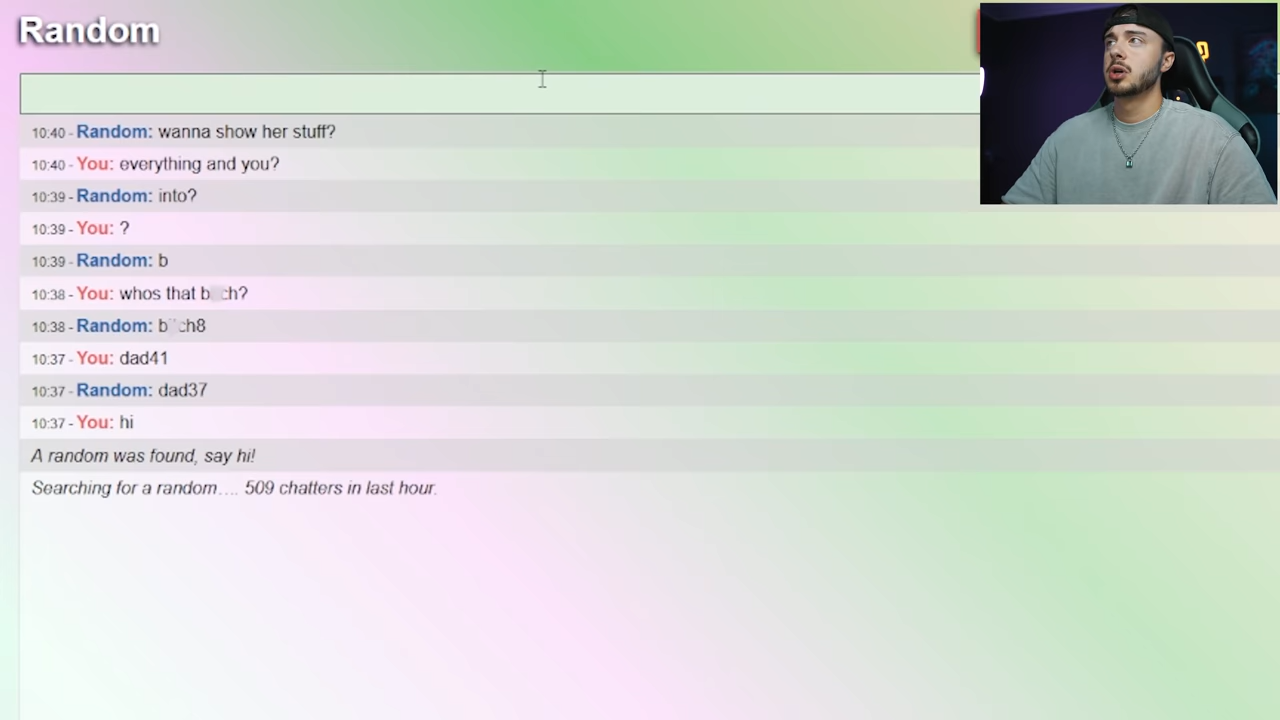 Random
10:40 - Random: wanna show her stuff?
10:40 - You: everything and you?
10:39 - Random: into?
10:39 - You: ?
10:39 - Random: b
10:38 - You: whos that b ch?
10:38 - Random: b ch8
10:37 - You: dad41
10:37 - Random: dad37
10:37 - You: hi
A random was found, say hi!
Searching for a random.... 509 chatters in last hour.